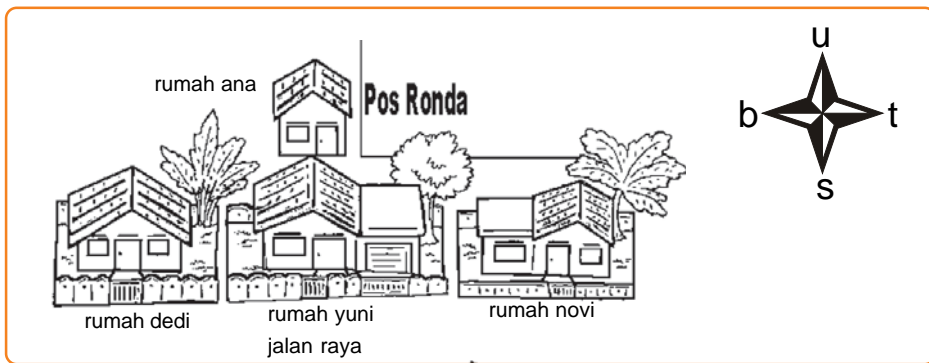 u
rumah ana
Pos Ronda
b t
s
rumah dedi
rumah yuni
rumah novi
jalan raya